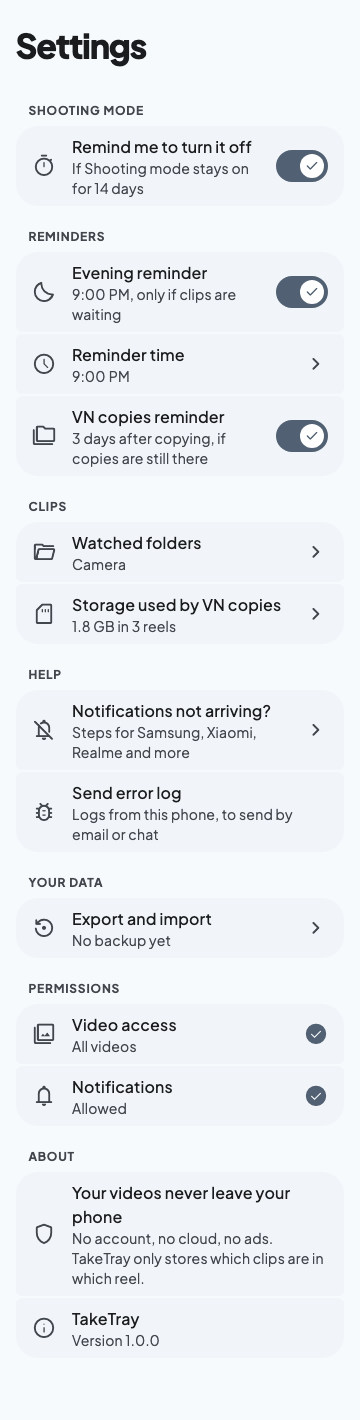 Settings
SHOOTING MODE
Remind me to turn it off
If Shooting mode stays on
for 14 days
REMINDERS
Evening reminder
9:00 PM, only if clips are
waiting
Reminder time
9:00 PM
VN copies reminder
3 days after copying, if
copies are still there
CLIPS
Watched folders
Camera
Storage used by VN copies
1.8 GB in 3 reels
HELP
Notifications not arriving?
Steps for Samsung, Xiaomi,
Realme and more
Send error log
Logs from this phone, to send by
email or chat
YOUR DATA
Export and import
No backup yet
PERMISSIONS
Video access
All videos
Notifications
Allowed
ABOUT
Your videos never leave your
phone
No account, no cloud, no ads.
TakeTray only stores which clips are in
which reel.
TakeTray
Version 1.0.0